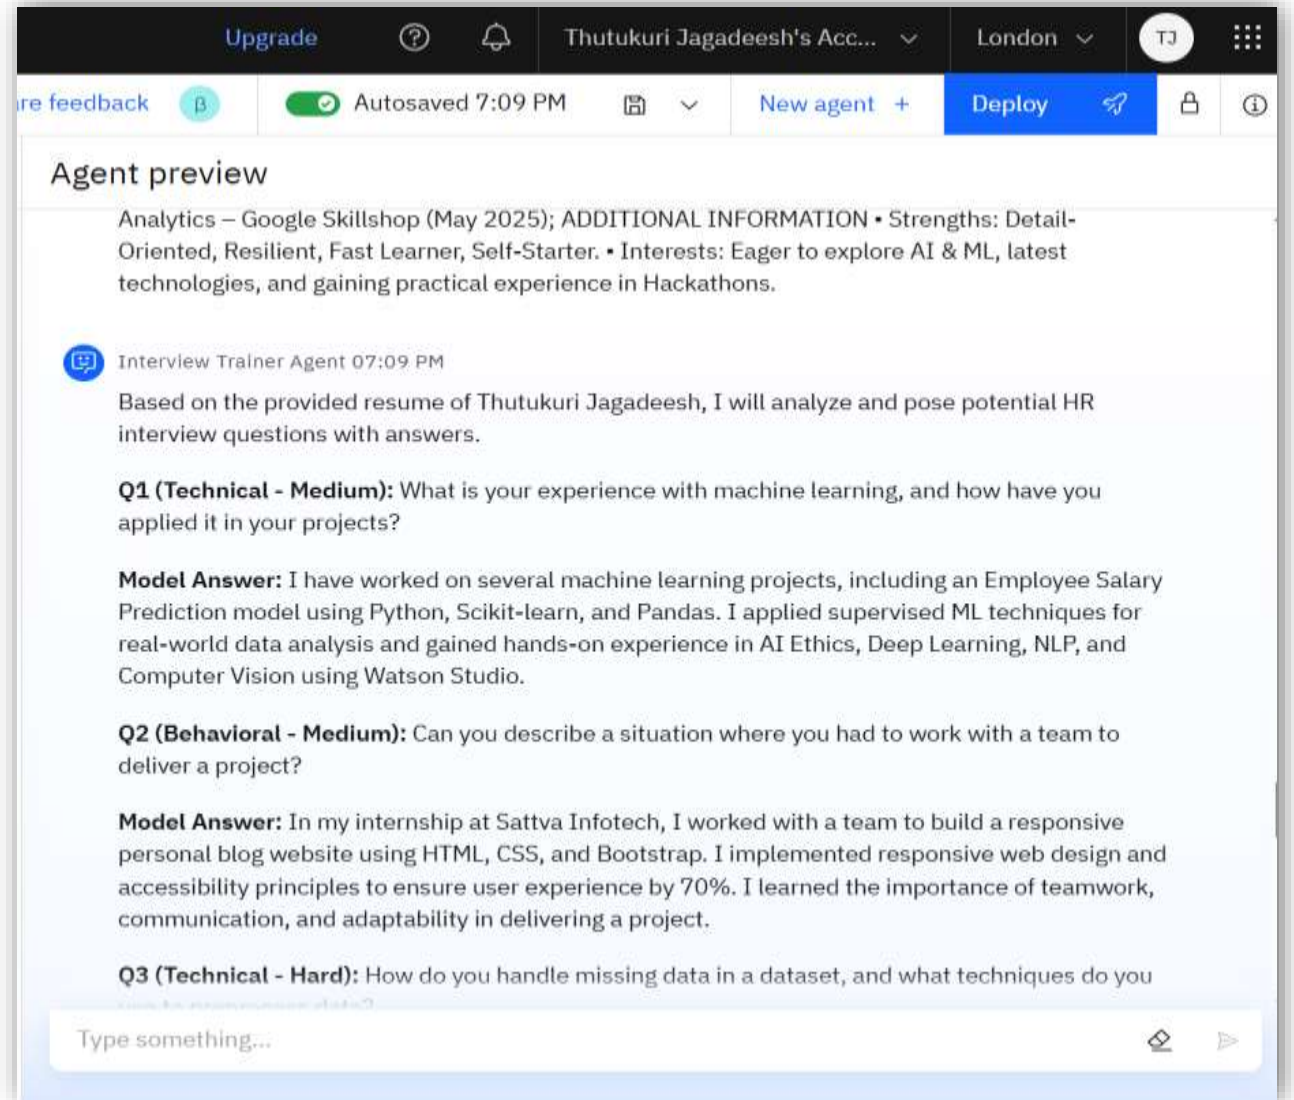 Upgrade Thutukuri Jagadeesh's Acc... London TJ
re feedback β Autosaved 7:09 PM New agent + Deploy
Agent preview
Analytics – Google Skillshop (May 2025); ADDITIONAL INFORMATION • Strengths: Detail-
Oriented, Resilient, Fast Learner, Self-Starter. • Interests: Eager to explore AI & ML, latest
technologies, and gaining practical experience in Hackathons.
Interview Trainer Agent 07:09 PM
Based on the provided resume of Thutukuri Jagadeesh, I will analyze and pose potential HR
interview questions with answers.
Q1 (Technical - Medium): What is your experience with machine learning, and how have you
applied it in your projects?
Model Answer: I have worked on several machine learning projects, including an Employee Salary
Prediction model using Python, Scikit-learn, and Pandas. I applied supervised ML techniques for
real-world data analysis and gained hands-on experience in AI Ethics, Deep Learning, NLP, and
Computer Vision using Watson Studio.
Q2 (Behavioral - Medium): Can you describe a situation where you had to work with a team to
deliver a project?
Model Answer: In my internship at Sattva Infotech, I worked with a team to build a responsive
personal blog website using HTML, CSS, and Bootstrap. I implemented responsive web design and
accessibility principles to ensure user experience by 70%. I learned the importance of teamwork,
communication, and adaptability in delivering a project.
Q3 (Technical - Hard): How do you handle missing data in a dataset, and what techniques do you
Type something...